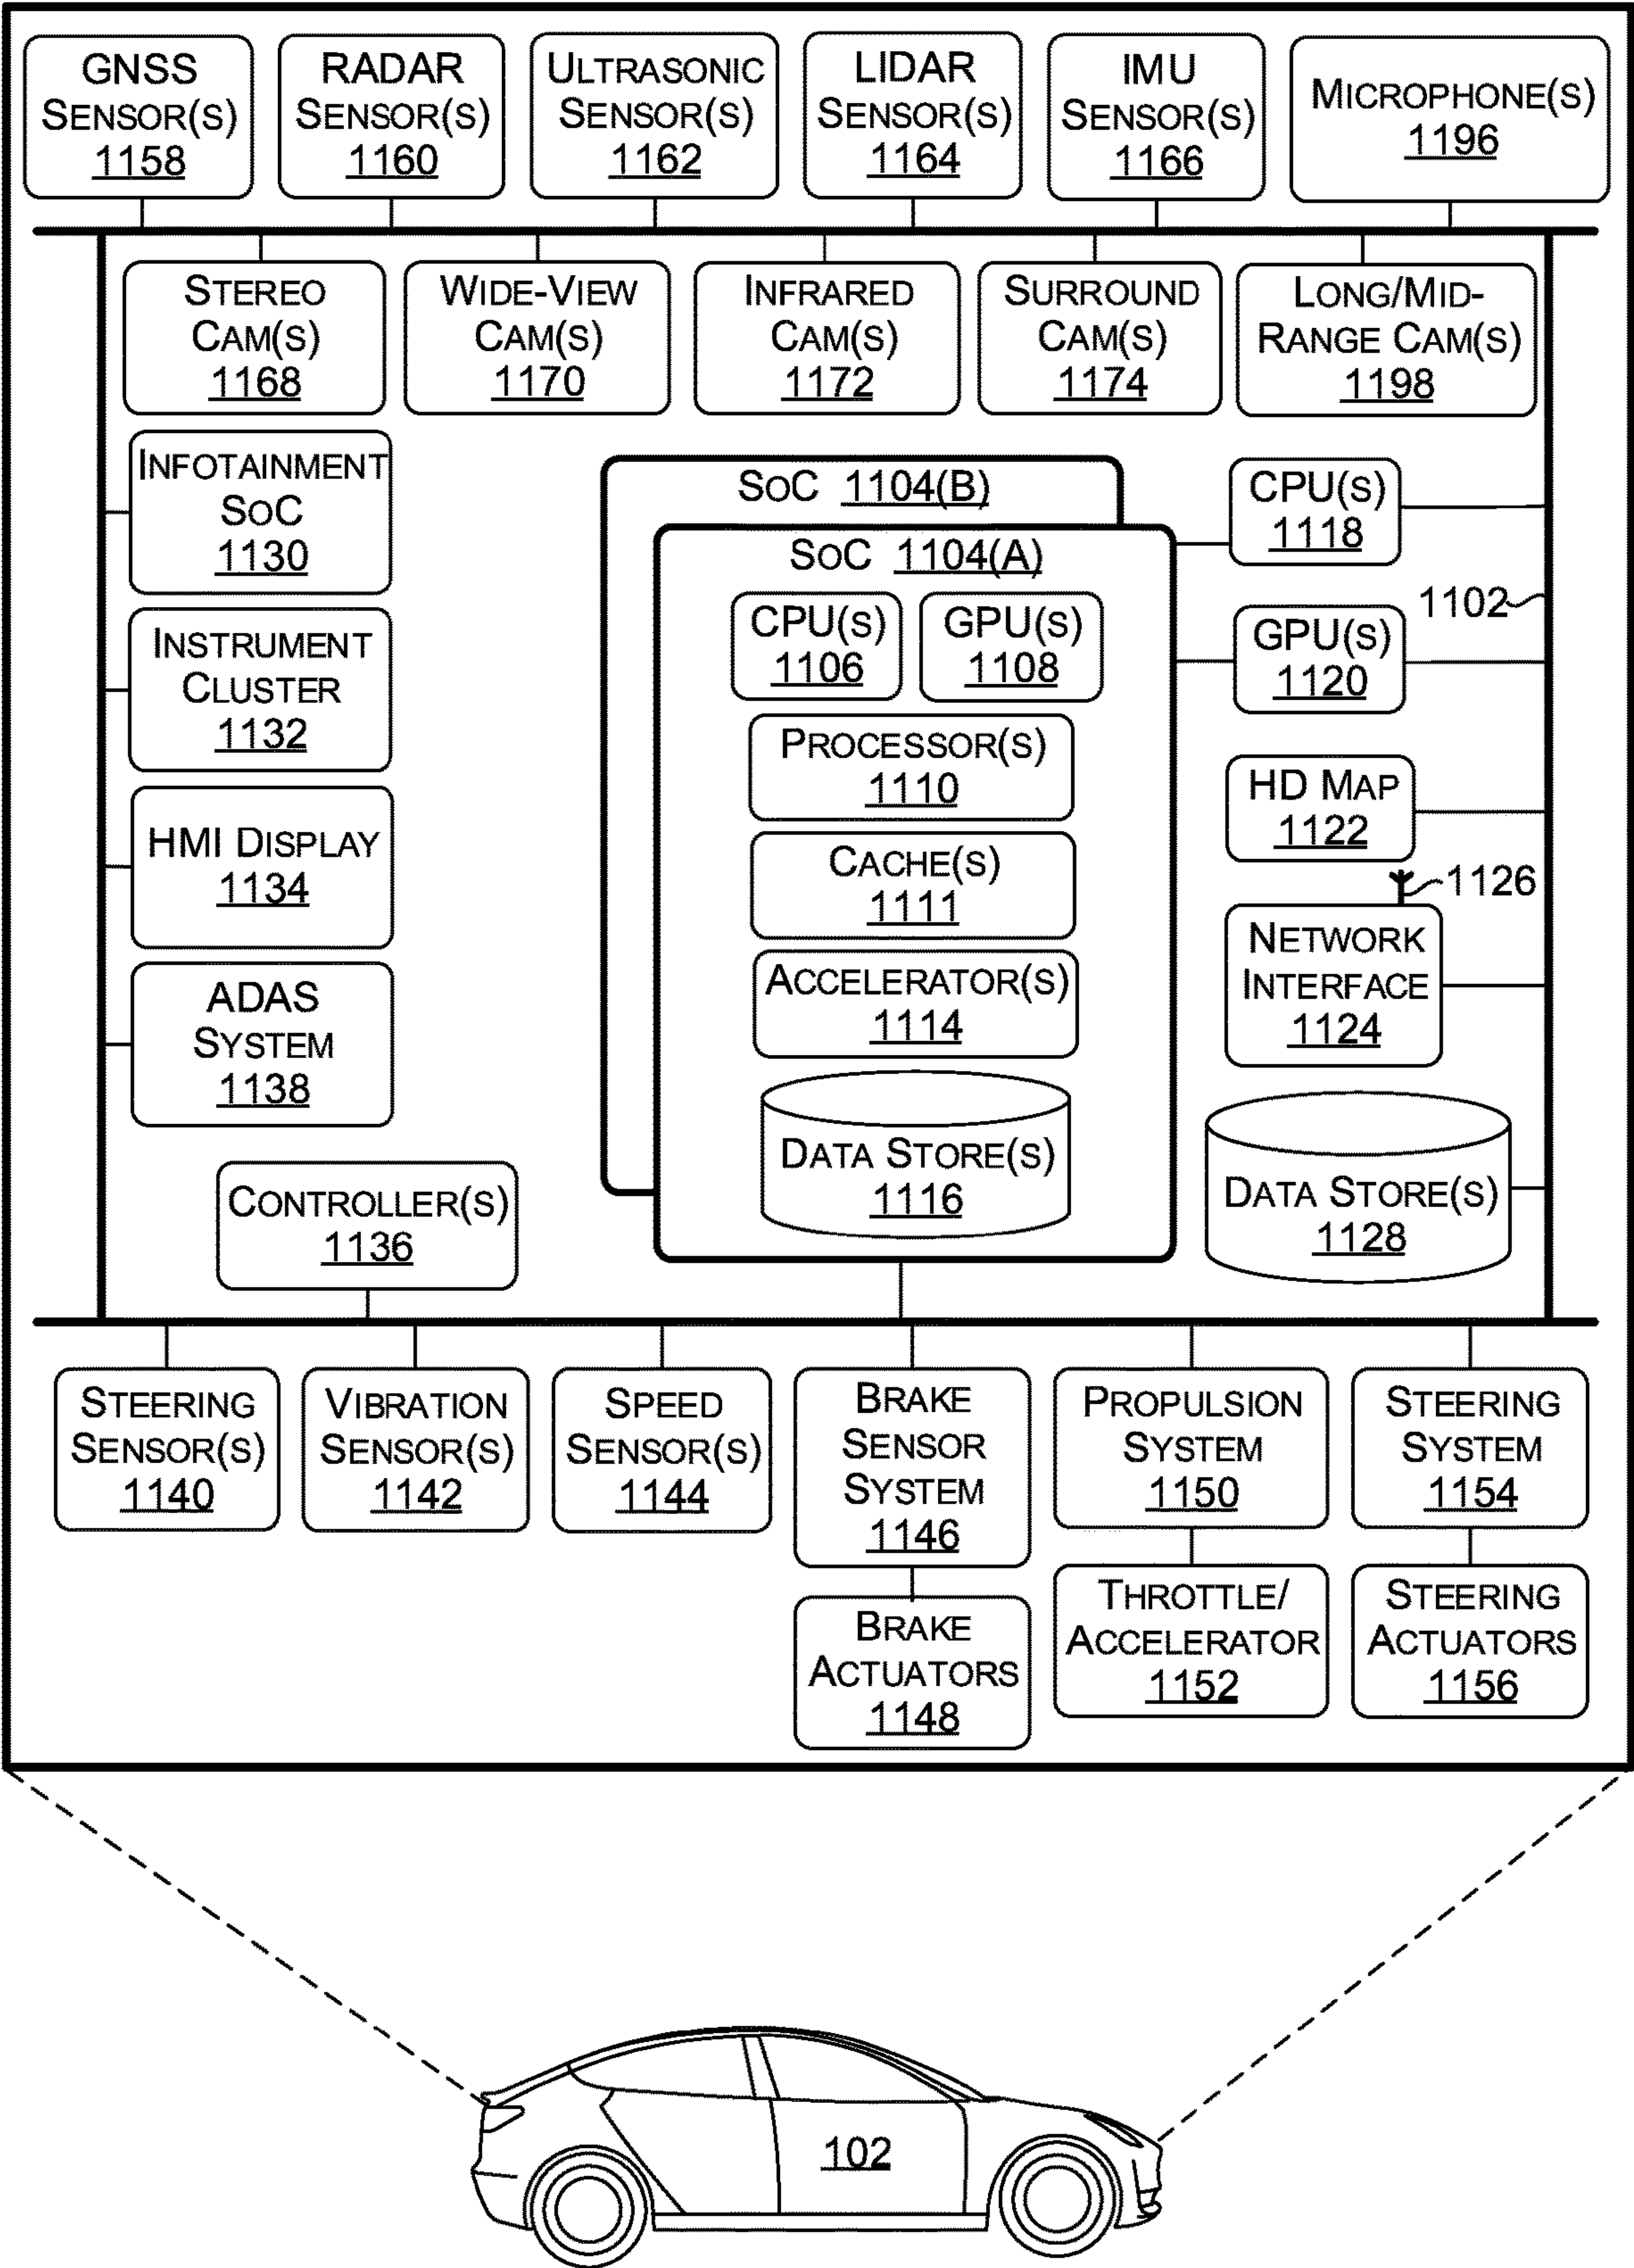 GNSS
SENSOR(S)
1158
RADAR
SENSOR(S)
1160
ULTRASONIC
SENSOR(S)
1162
LIDAR
SENSOR(S)
1164
IMU
SENSOR(S)
1166
MICROPHONE(S)
1196
STEREO
CAM(S)
1168
WIDE-VIEW
CAM(S)
1170
INFRARED
CAM(S)
1172
SURROUND
CAM(S)
1174
LONG/MID-
RANGE CAM(S)
1198
INFOTAINMENT
SOC
1130
INSTRUMENT
CLUSTER
1132
HMI DISPLAY
1134
ADAS
SYSTEM
1138
CONTROLLER(S)
1136
SOC 1104(B)
SOC 1104(A)
CPU(S)
1106
GPU(S)
1108
PROCESSOR(S)
1110
CACHE(S)
1111
ACCELERATOR(S)
1114
DATA STORE(S)
1116
CPU(S)
1118
1102
GPU(S)
1120
HD MAP
1122
1126
NETWORK
INTERFACE
1124
DATA STORE(S)
1128
STEERING
SENSOR(S)
1140
VIBRATION
SENSOR(S)
1142
SPEED
SENSOR(S)
1144
BRAKE
SENSOR
SYSTEM
1146
BRAKE
ACTUATORS
1148
PROPULSION
SYSTEM
1150
THROTTLE/
ACCELERATOR
1152
STEERING
SYSTEM
1154
STEERING
ACTUATORS
1156
102